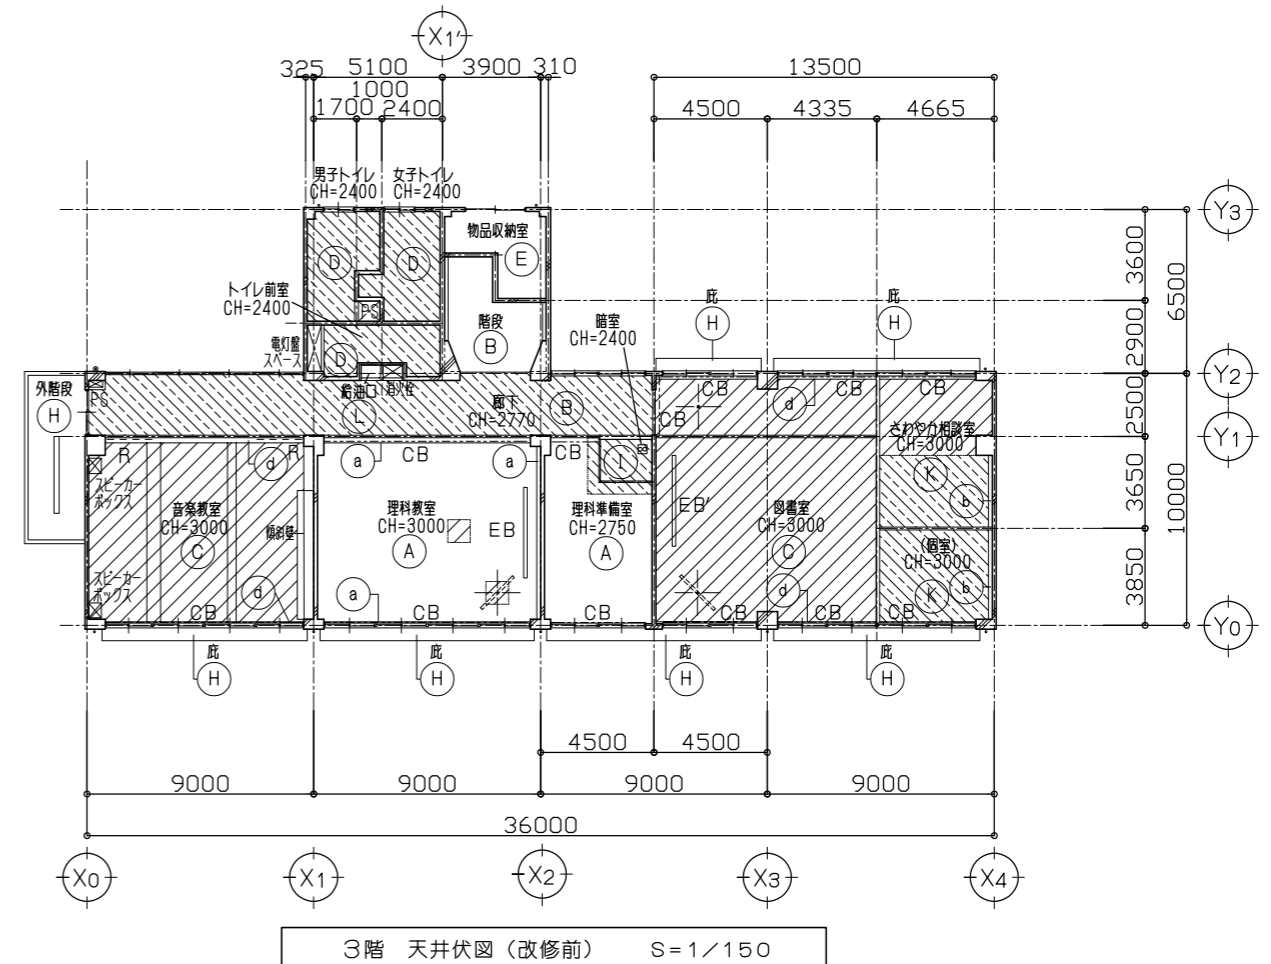 X1'
325 5100 3900 310
1000
1700 2400
13500
4500 4335 4665
男子トイレ
CH=2400
女子トイレ
CH=2400
Y3
物品収納室
E
D
D
トイレ前室
CH=2400
PS
電灯盤
スペース
D
階段
B
暗室
CH=2400
庇
H
庇
H
3600
2900
6500
外階段
H
PS
給油口
消火栓
L
廊下
CH=2770
B
CB
CB
CB
CB
d
Y2
2500
Y1
さわやか相談室
CH=3000
K
b
3650
10000
R
d
R
スピーカー
ボックス
音楽教室
CH=3000
C
傾斜壁
スピーカー
ボックス
d
CB
a
CB
a
理科教室
CH=3000
A
EB
a
CB
I
理科準備室
CH=2750
A
CB
EB'
図書室
CH=3000
C
d
CB
CB
(個室)
CH=3000
K
b
CB
3850
Y0
庇
H
庇
H
庇
H
庇
H
4500 4500
9000 9000 9000 9000
36000
X0 X1 X2 X3 X4
3階 天井伏図（改修前） S=1/150